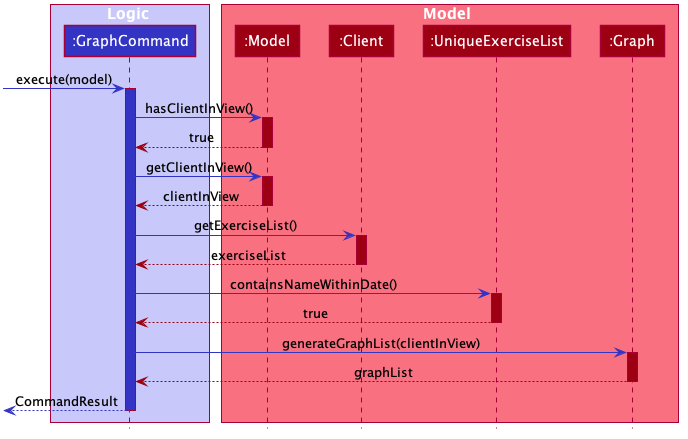 Logic
Model
:GraphCommand
:Model
:Client
:UniqueExerciseList
:Graph
execute(model)
hasClientInView()
true
getClientInView()
clientInView
getExerciseList()
exerciseList
containsNameWithinDate()
true
generateGraphList(clientInView)
graphList
CommandResult